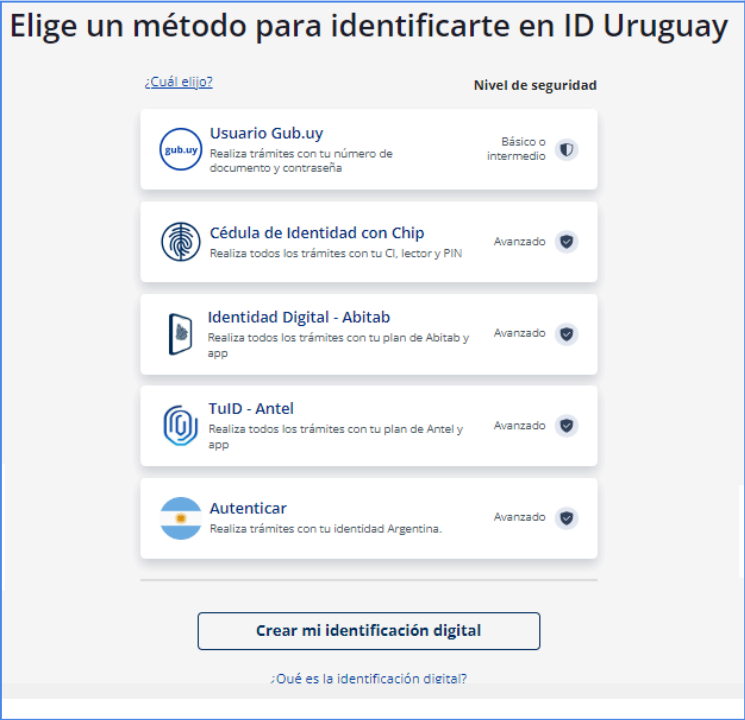 Elige un método para identificarte en ID Uruguay
¿Cuál elijo?
Nivel de seguridad
gub.uy
Usuario Gub.uy
Realiza trámites con tu número de
documento y contraseña
Básico o
intermedio
Cédula de Identidad con Chip
Realiza todos los trámites con tu CI, lector y PIN
Avanzado
Identidad Digital - Abitab
Realiza todos los trámites con tu plan de Abitab y
app
Avanzado
TuID - Antel
Realiza todos los trámites con tu plan de Antel y
app
Avanzado
Autenticar
Realiza trámites con tu identidad Argentina.
Avanzado
Crear mi identificación digital
¿Qué es la identificación digital?